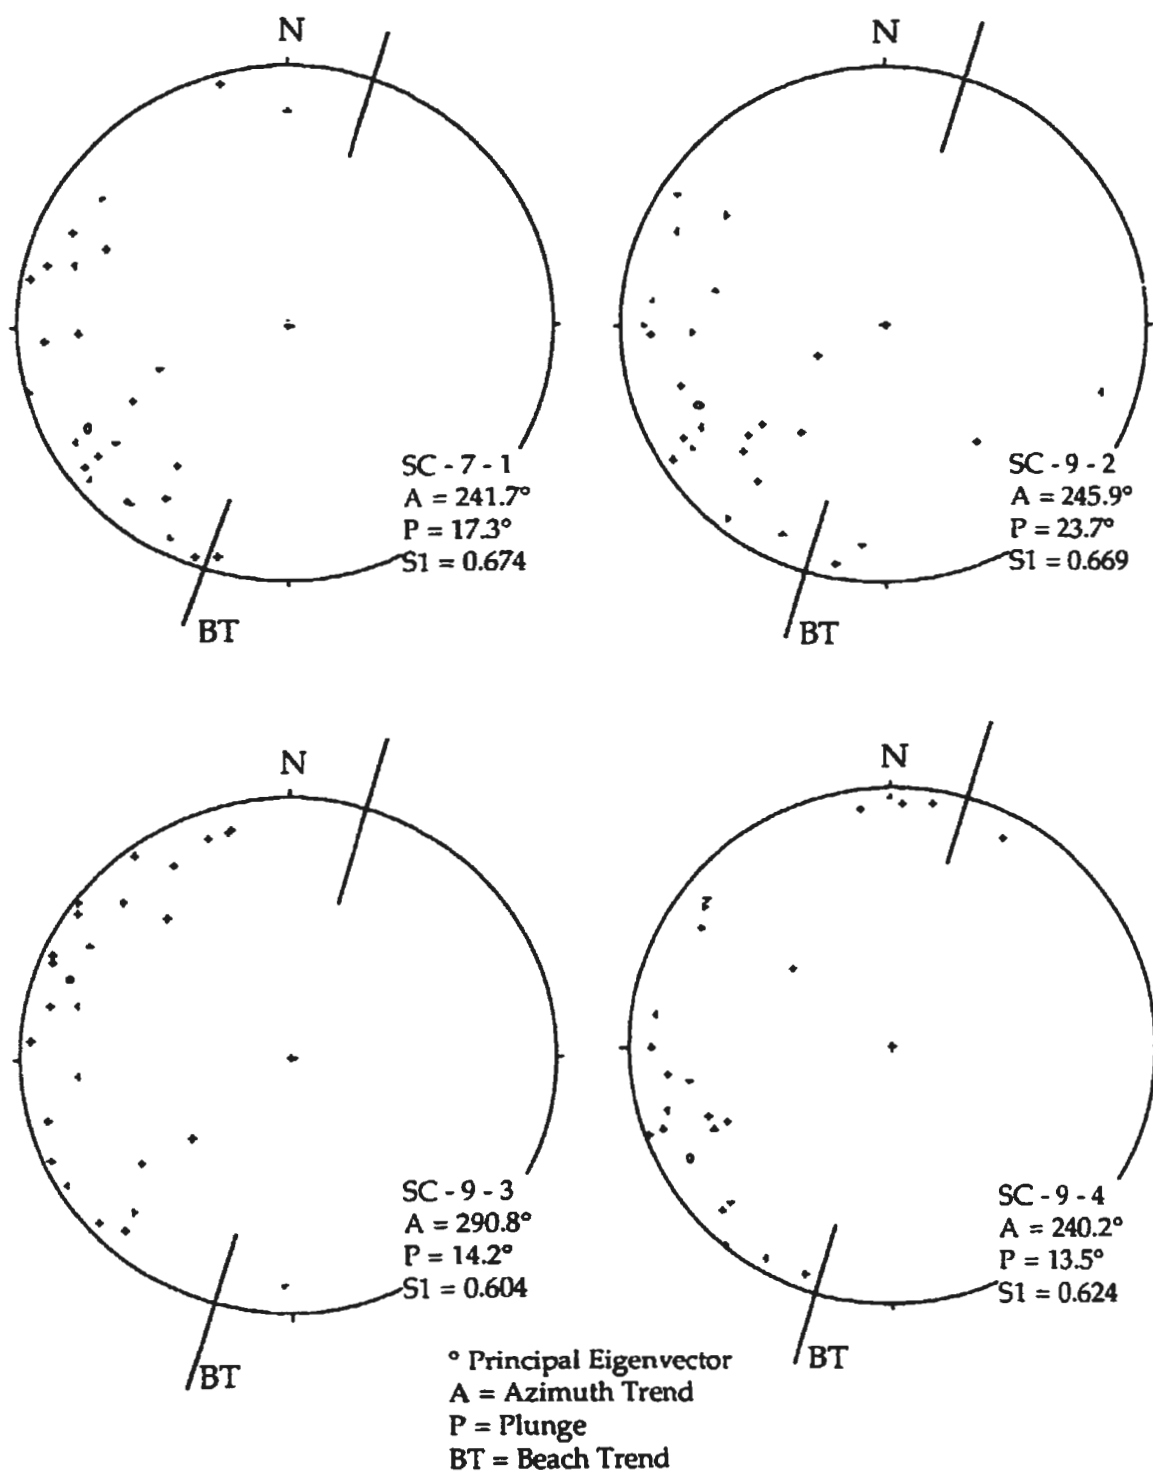 N
SC - 7 - 1
A = 241.7°
P = 17.3°
S1 = 0.674
BT
N
SC - 9 - 2
A = 245.9°
P = 23.7°
S1 = 0.669
BT
N
SC - 9 - 3
A = 290.8°
P = 14.2°
S1 = 0.604
BT
N
SC - 9 - 4
A = 240.2°
P = 13.5°
S1 = 0.624
BT
° Principal Eigenvector
A = Azimuth Trend
P = Plunge
BT = Beach Trend